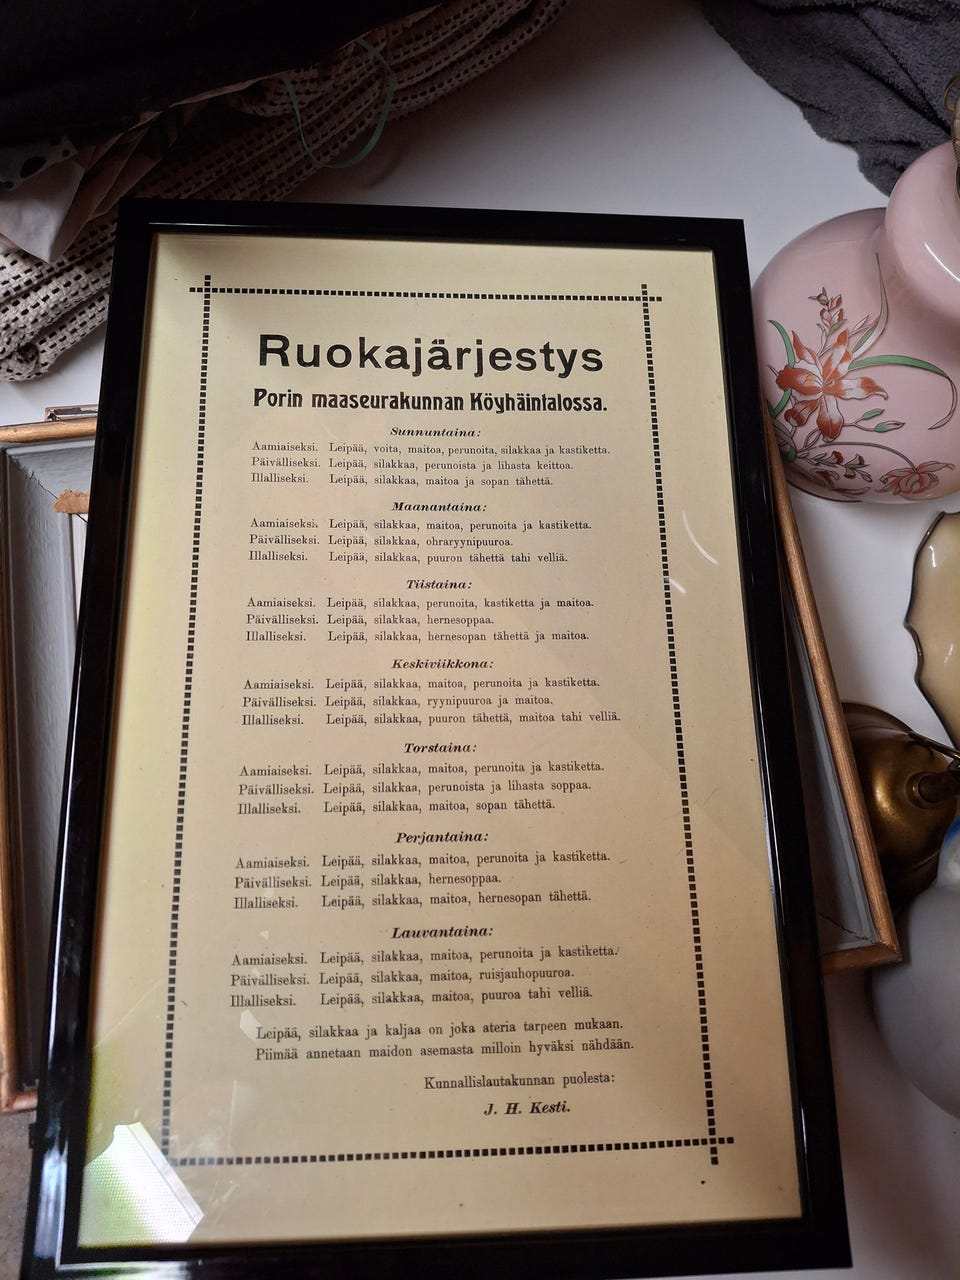 Ruokajärjestys
Porin maaseurakunnan Köyhäintalossa.
Sunnuntaina:
Aamiaiseksi. Leipää, voita, maitoa, perunoita, silakkaa ja kastiketta.
Päivälliseksi. Leipää, silakkaa, perunoista ja lihasta keittoa.
Illalliseksi. Leipää, silakkaa, maitoa ja sopan tähettä.
Maanantaina:
Aamiaiseksi. Leipää, silakkaa, maitoa, perunoita ja kastiketta.
Päivälliseksi. Leipää, silakkaa, ohraryynipuuroa.
Illalliseksi. Leipää, silakkaa, puuron tähettä tahi velliä.
Tiistaina:
Aamiaiseksi. Leipää, silakkaa, perunoita, kastiketta ja maitoa.
Päivälliseksi. Leipää, silakkaa, hernesoppaa.
Illalliseksi. Leipää, silakkaa, hernesopan tähettä ja maitoa.
Keskiviikkona:
Aamiaiseksi. Leipää, silakkaa, maitoa, perunoita ja kastiketta.
Päivälliseksi. Leipää, silakkaa, ryynipuuroa ja maitoa.
Illalliseksi. Leipää, silakkaa, puuron tähettä, maitoa tahi velliä.
Torstaina:
Aamiaiseksi. Leipää, silakkaa, maitoa, perunoita ja kastiketta.
Päivälliseksi. Leipää, silakkaa, perunoista ja lihasta soppaa.
Illalliseksi. Leipää, silakkaa, maitoa, sopan tähettä.
Perjantaina:
Aamiaiseksi. Leipää, silakkaa, maitoa, perunoita ja kastiketta.
Päivälliseksi. Leipää, silakkaa, hernesoppaa.
Illalliseksi. Leipää, silakkaa, maitoa, hernesopan tähettä.
Lauvantaina:
Aamiaiseksi. Leipää, silakkaa, maitoa, perunoita ja kastiketta.
Päivälliseksi. Leipää, silakkaa, maitoa, ruisjauhopuuroa.
Illalliseksi. Leipää, silakkaa, maitoa, puuroa tahi velliä.
Leipää, silakkaa ja kaljaa on joka ateria tarpeen mukaan.
Piimää annetaan maidon asemasta milloin hyväksi nähdään.
Kunnallislautakunnan puolesta:
J. H. Kesti.